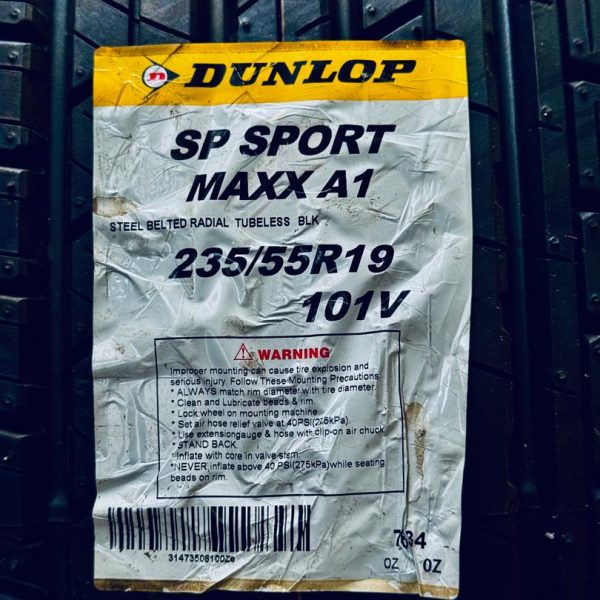 DUNLOP
SP SPORT
MAXX A1
STEEL BELTED RADIAL TUBELESS BLK
235/55R19
101V
WARNING
Improper mounting can cause tire explosion and
serious injury. Follow These Mounting Precautions.
* ALWAYS match rim diameter with tire diameter.
* Clean and Lubricate beads & rim.
* Lock wheel on mounting machine.
* Set air hose relief valve at 40PSI(275kPa)
* Use extensiongauge & hose with clip-on air chuck
* STAND BACK
Inflate with core in valve stem.
*NEVER inflate above 40 PSI(275kPa)while seating
beads on rim.
OZ OZ